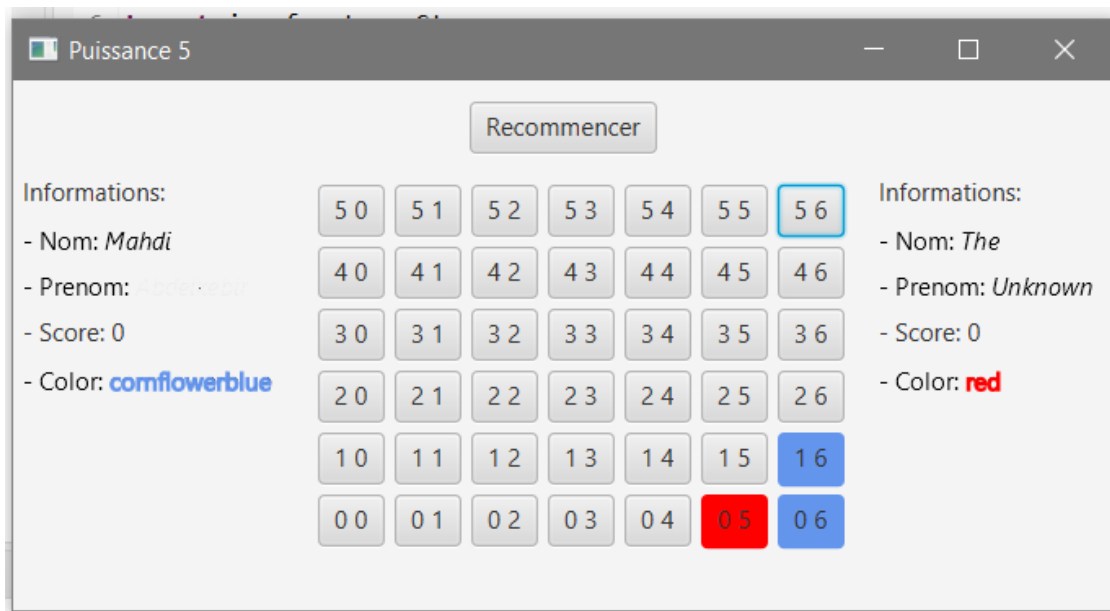 Puissance 5
Recommencer
Informations:
- Nom: Mahdi
- Prenom:
- Score: 0
- Color: cornflowerblue
5 0 5 1 5 2 5 3 5 4 5 5 5 6
4 0 4 1 4 2 4 3 4 4 4 5 4 6
3 0 3 1 3 2 3 3 3 4 3 5 3 6
2 0 2 1 2 2 2 3 2 4 2 5 2 6
1 0 1 1 1 2 1 3 1 4 1 5 1 6
0 0 0 1 0 2 0 3 0 4 0 5 0 6
Informations:
- Nom: The
- Prenom: Unknown
- Score: 0
- Color: red